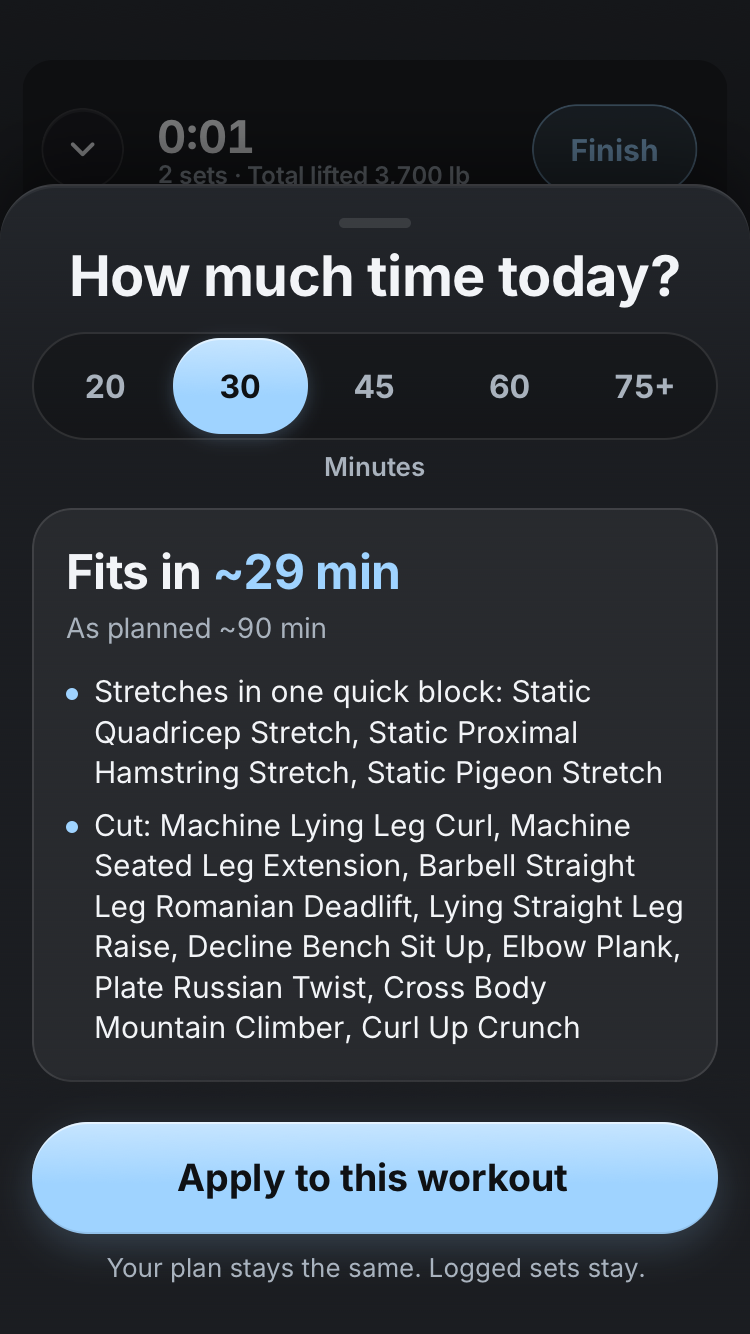 0:01
Finish
2 sets · Total lifted 3,700 lb
How much time today?
20 30 45 60 75+
Minutes
Fits in ~29 min
As planned ~90 min
• Stretches in one quick block: Static
Quadricep Stretch, Static Proximal
Hamstring Stretch, Static Pigeon Stretch
• Cut: Machine Lying Leg Curl, Machine
Seated Leg Extension, Barbell Straight
Leg Romanian Deadlift, Lying Straight Leg
Raise, Decline Bench Sit Up, Elbow Plank,
Plate Russian Twist, Cross Body
Mountain Climber, Curl Up Crunch
Apply to this workout
Your plan stays the same. Logged sets stay.